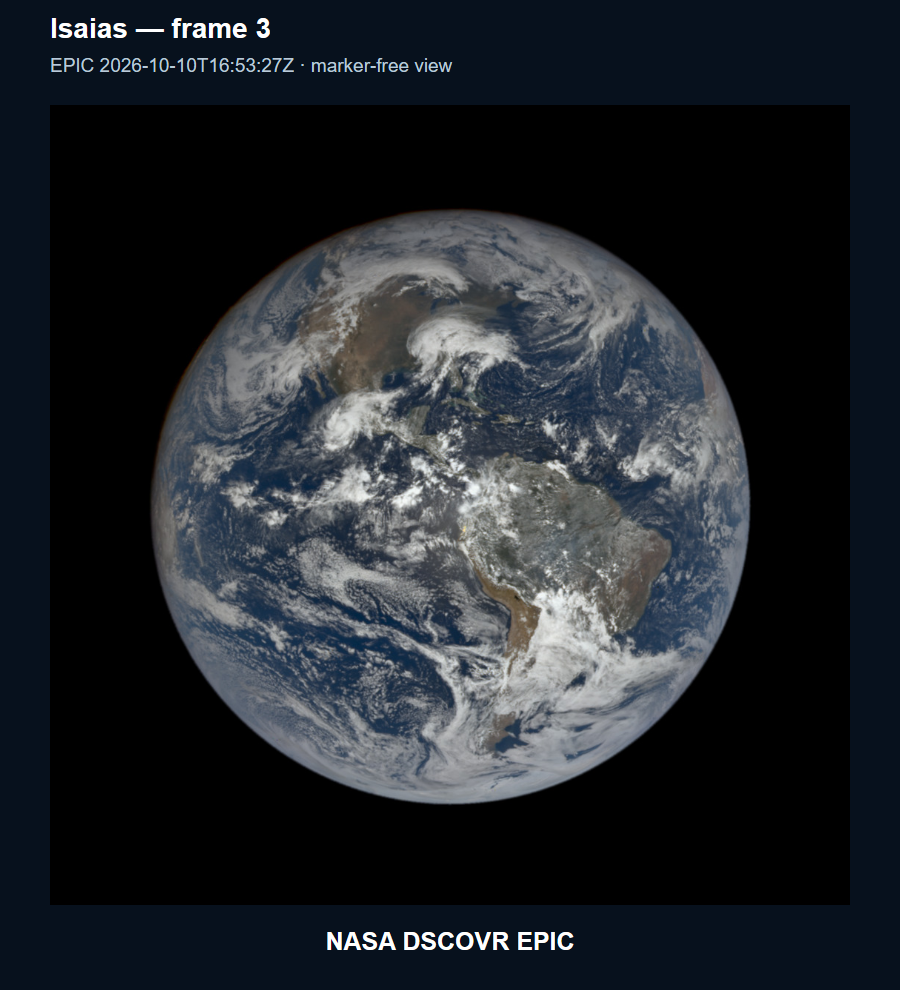 Isaias — frame 3
EPIC 2026-10-10T16:53:27Z · marker-free view
NASA DSCOVR EPIC